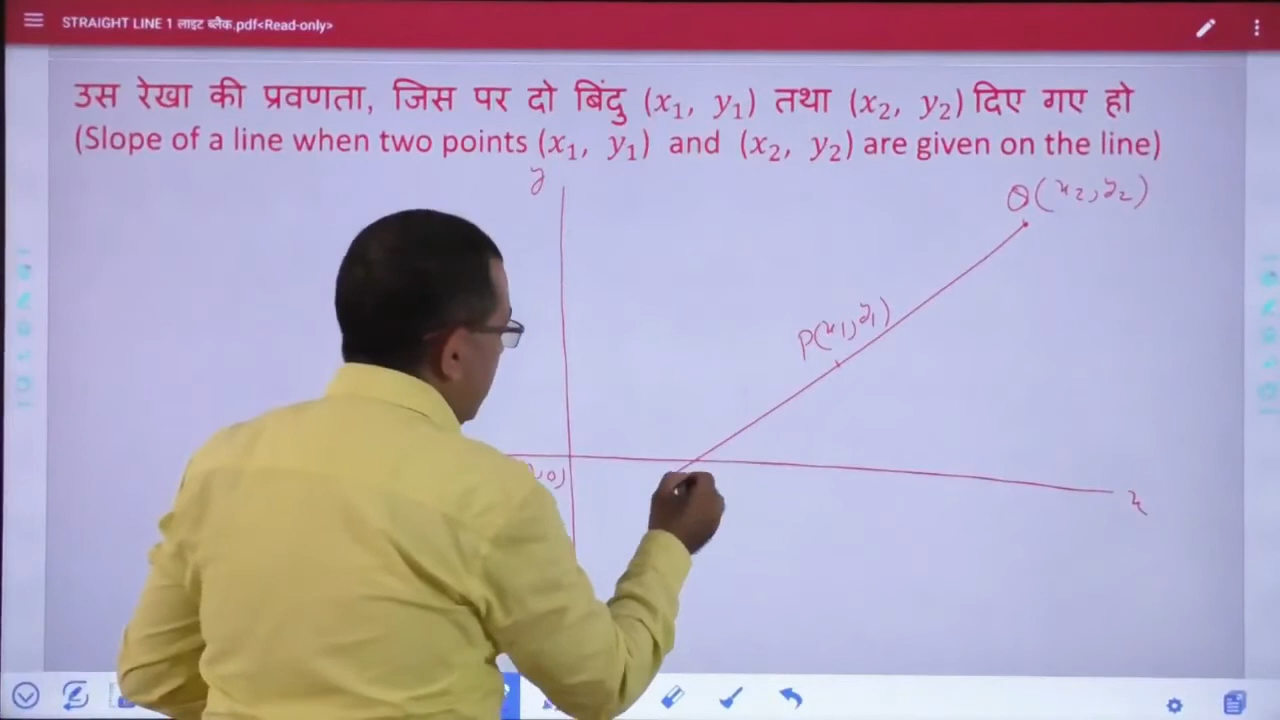 STRAIGHT LINE 1 लाइट ब्लैक.pdf<Read-only>
उस रेखा की प्रवणता, जिस पर दो बिंदु (x₁, y₁) तथा (x₂, y₂) दिए गए हो
(Slope of a line when two points (x₁, y₁) and (x₂, y₂) are given on the line)
y
Q(x₂, y₂)
P(x₁, y₁)
0)
x